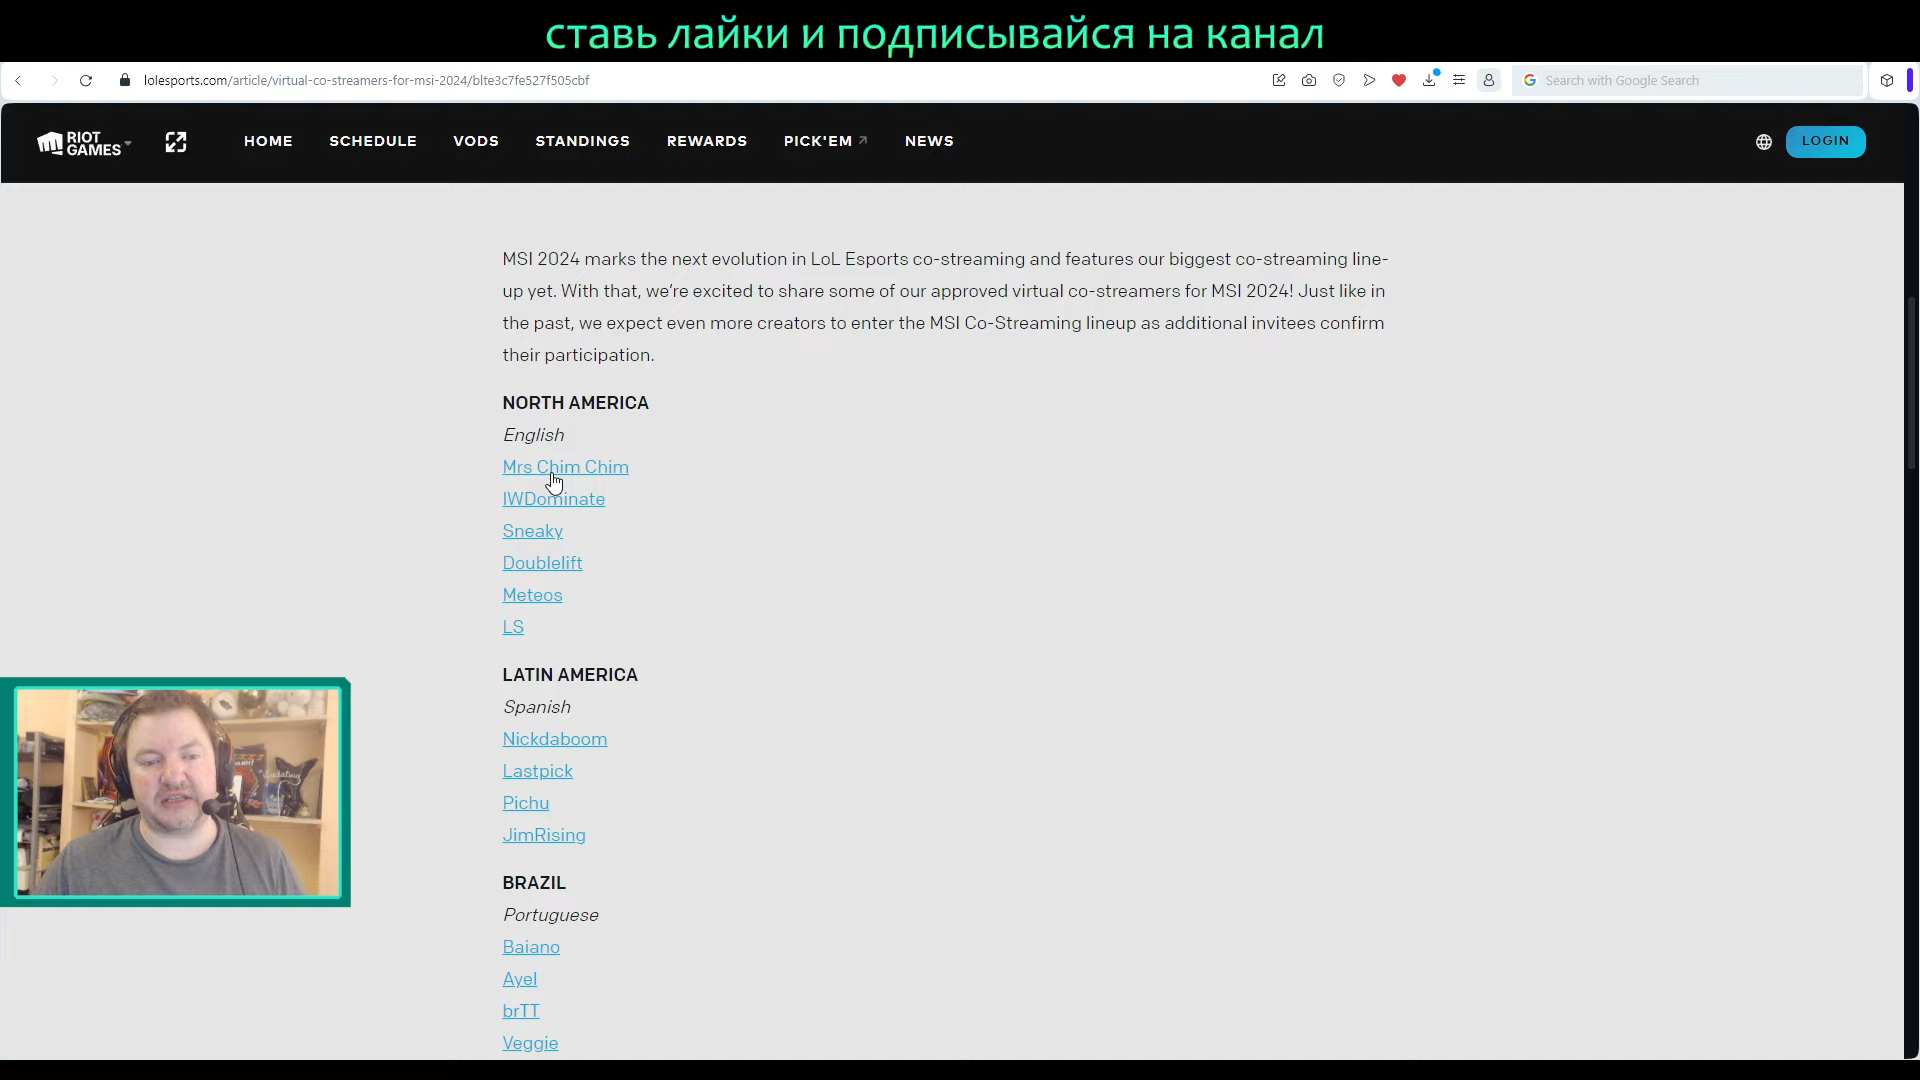 ставь лайки и подписывайся на канал
lolesports.com/article/virtual-co-streamers-for-msi-2024/blte3c7fe527f505cbf
Search with Google Search
RIOT GAMES
HOME
SCHEDULE
VODS
STANDINGS
REWARDS
PICK'EM
NEWS
LOGIN
MSI 2024 marks the next evolution in LoL Esports co-streaming and features our biggest co-streaming line-
up yet. With that, we’re excited to share some of our approved virtual co-streamers for MSI 2024! Just like in
the past, we expect even more creators to enter the MSI Co-Streaming lineup as additional invitees confirm
their participation.
NORTH AMERICA
English
Mrs Chim Chim
IWDominate
Sneaky
Doublelift
Meteos
LS
LATIN AMERICA
Spanish
Nickdaboom
Lastpick
Pichu
JimRising
BRAZIL
Portuguese
Baiano
Ayel
brTT
Veggie